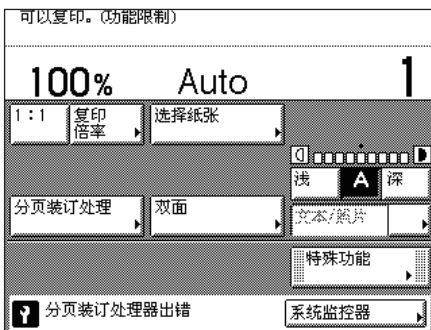 可以复印。(功能限制)
100% Auto 1
1:1 复印倍率 选择纸张
浅 A 深
分页装订处理 双面 文本/照片
特殊功能
分页装订处理器出错 系统监控器